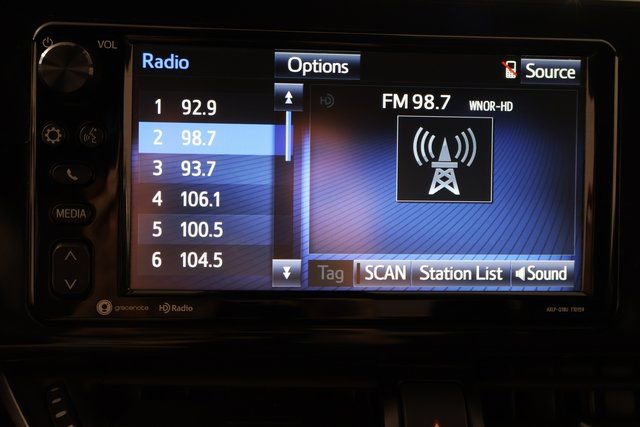 VOL
Radio
Options
Source
1 92.9
2 98.7
3 93.7
4 106.1
5 100.5
6 104.5
HD
FM 98.7 WNOR-HD
Tag
SCAN
Station List
Sound
MEDIA
gracenote
HD Radio